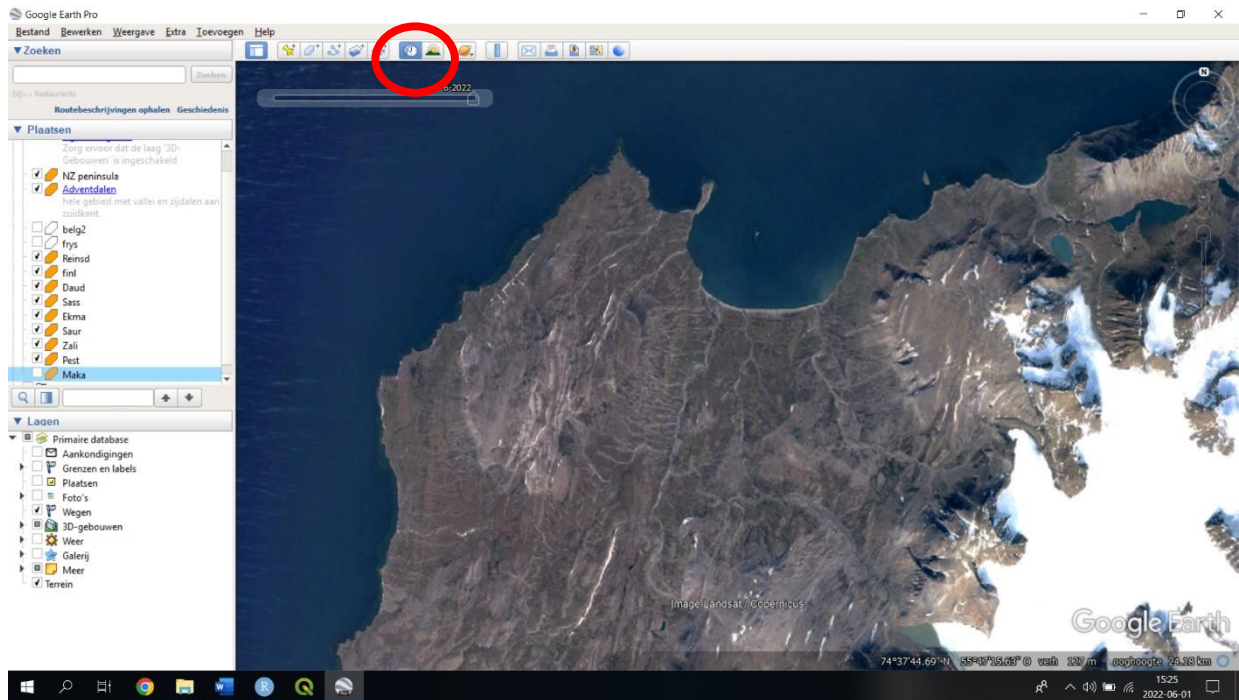 Google Earth Pro
Bestand Bewerken Weergave Extra Toevoegen Help
Zoeken
Zoeken
bijv.: Restaurants
Routebeschrijvingen ophalen Geschiedenis
Plaatsen
Zorg ervoor dat de laag '3D-
Gebouwen' is ingeschakeld
NZ peninsula
Adventdalen
hele gebied met vallei en zijdalen aan
zuidkant.
belg2
frys
Reinsd
finl
Daud
Sass
Ekma
Saur
Zali
Pest
Maka
Lagen
Primaire database
Aankondigingen
Grenzen en labels
Plaatsen
Foto's
Wegen
3D-gebouwen
Weer
Galerij
Meer
Terrein
-2022
N
Image Landsat / Copernicus
Google Earth
74°37'44.69" N 55°47'15.63" O verh 127 m ooghoogte 24.18 km
15:25
2022-06-01